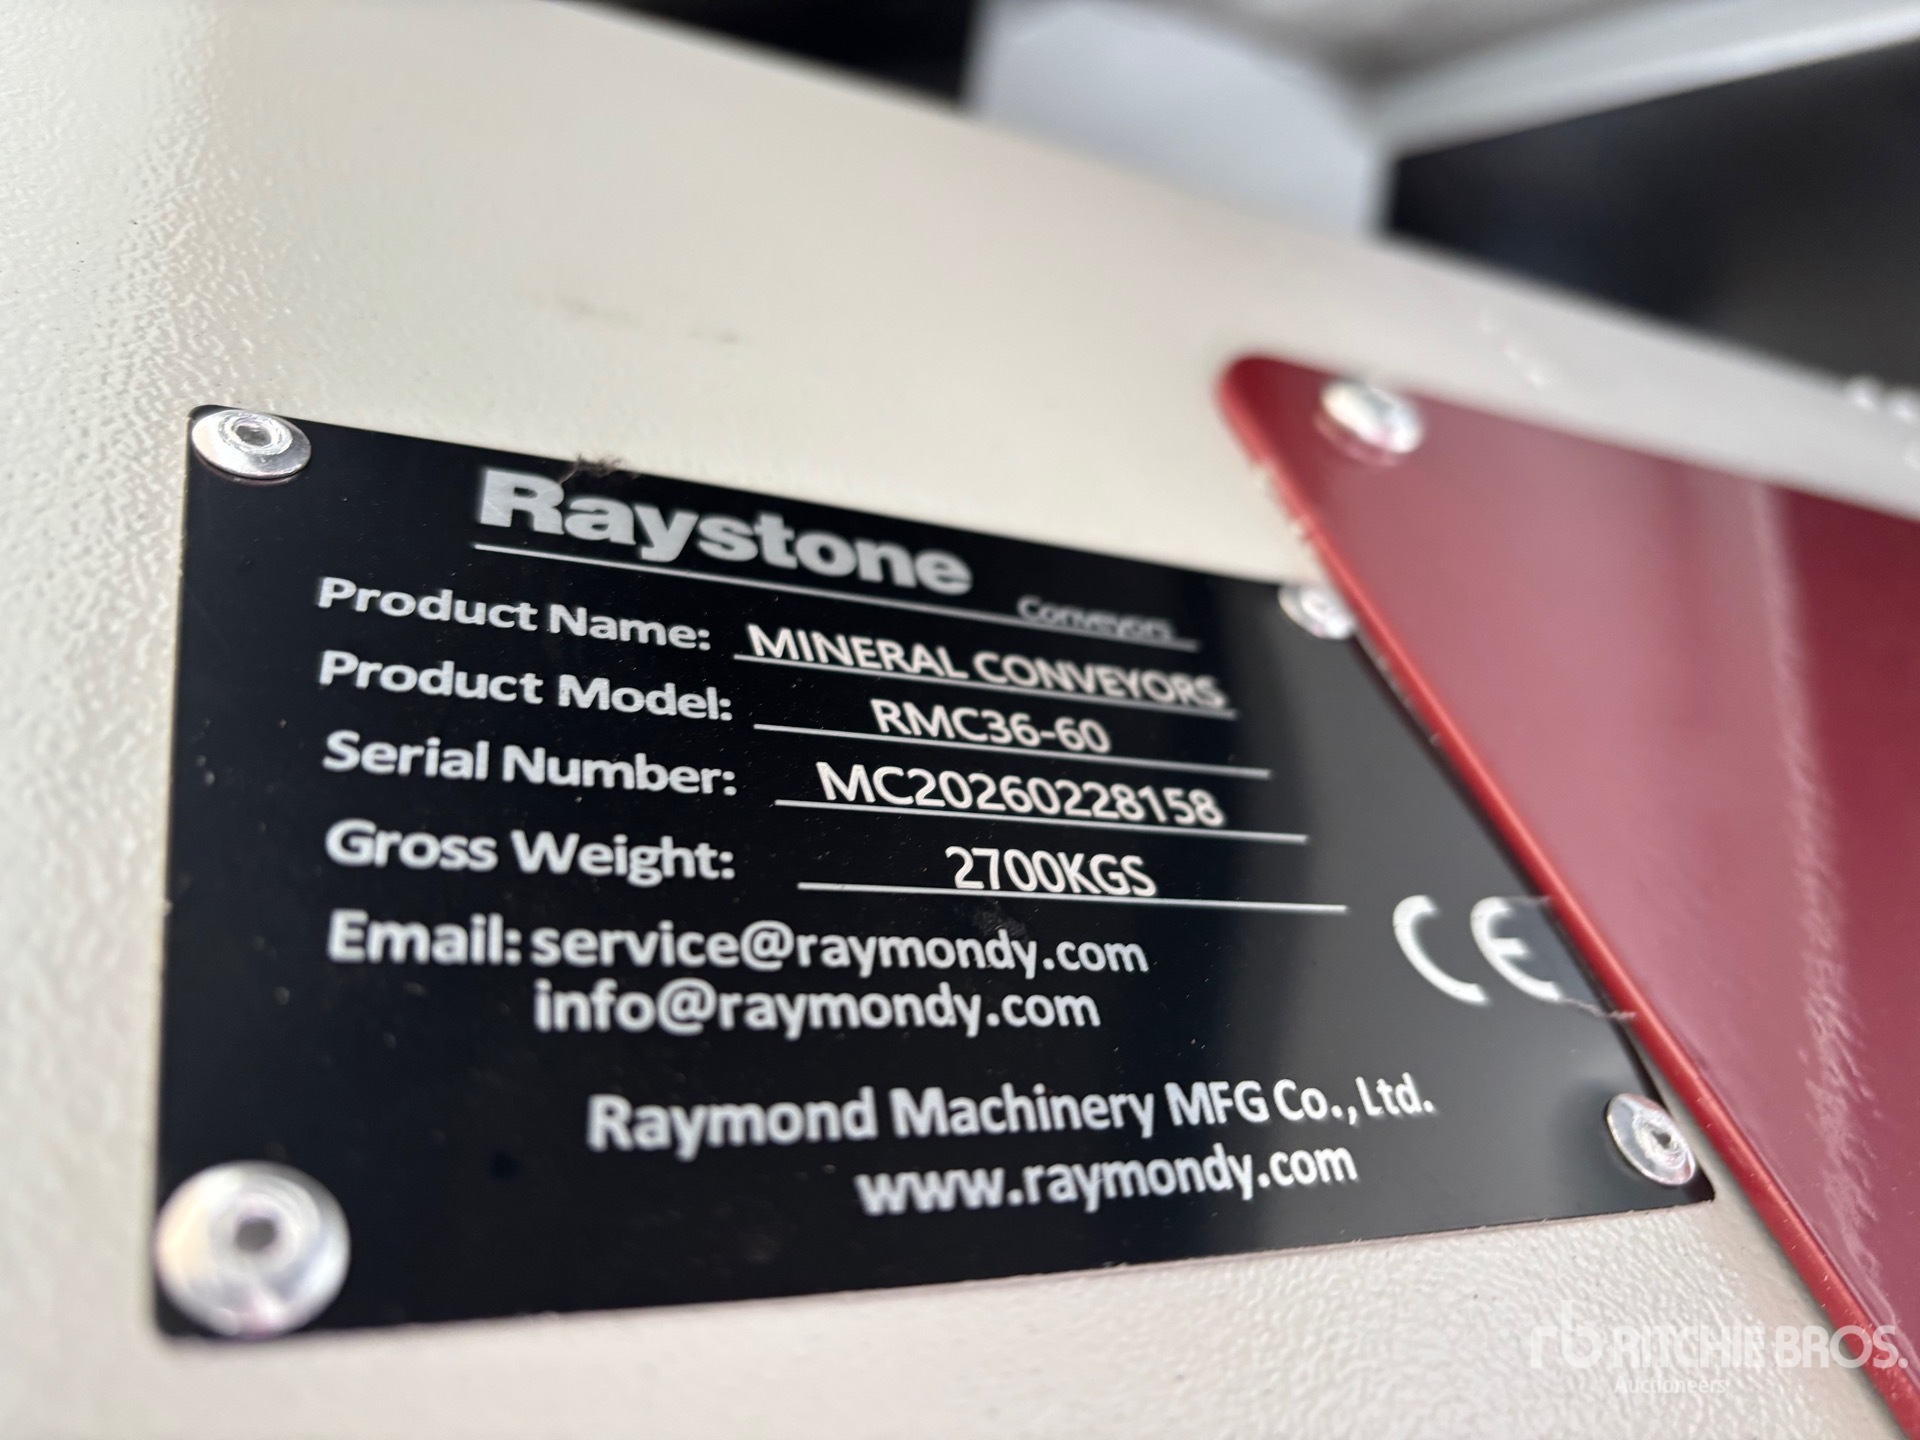 Raystone
Conveyors
Product Name: MINERAL CONVEYORS
Product Model: RMC36-60
Serial Number: MC20260228158
Gross Weight: 2700KGS
Email: service@raymondy.com
info@raymondy.com
CE
Raymond Machinery MFG Co., Ltd.
www.raymondy.com
rb RITCHIE BROS.
Auctioneers